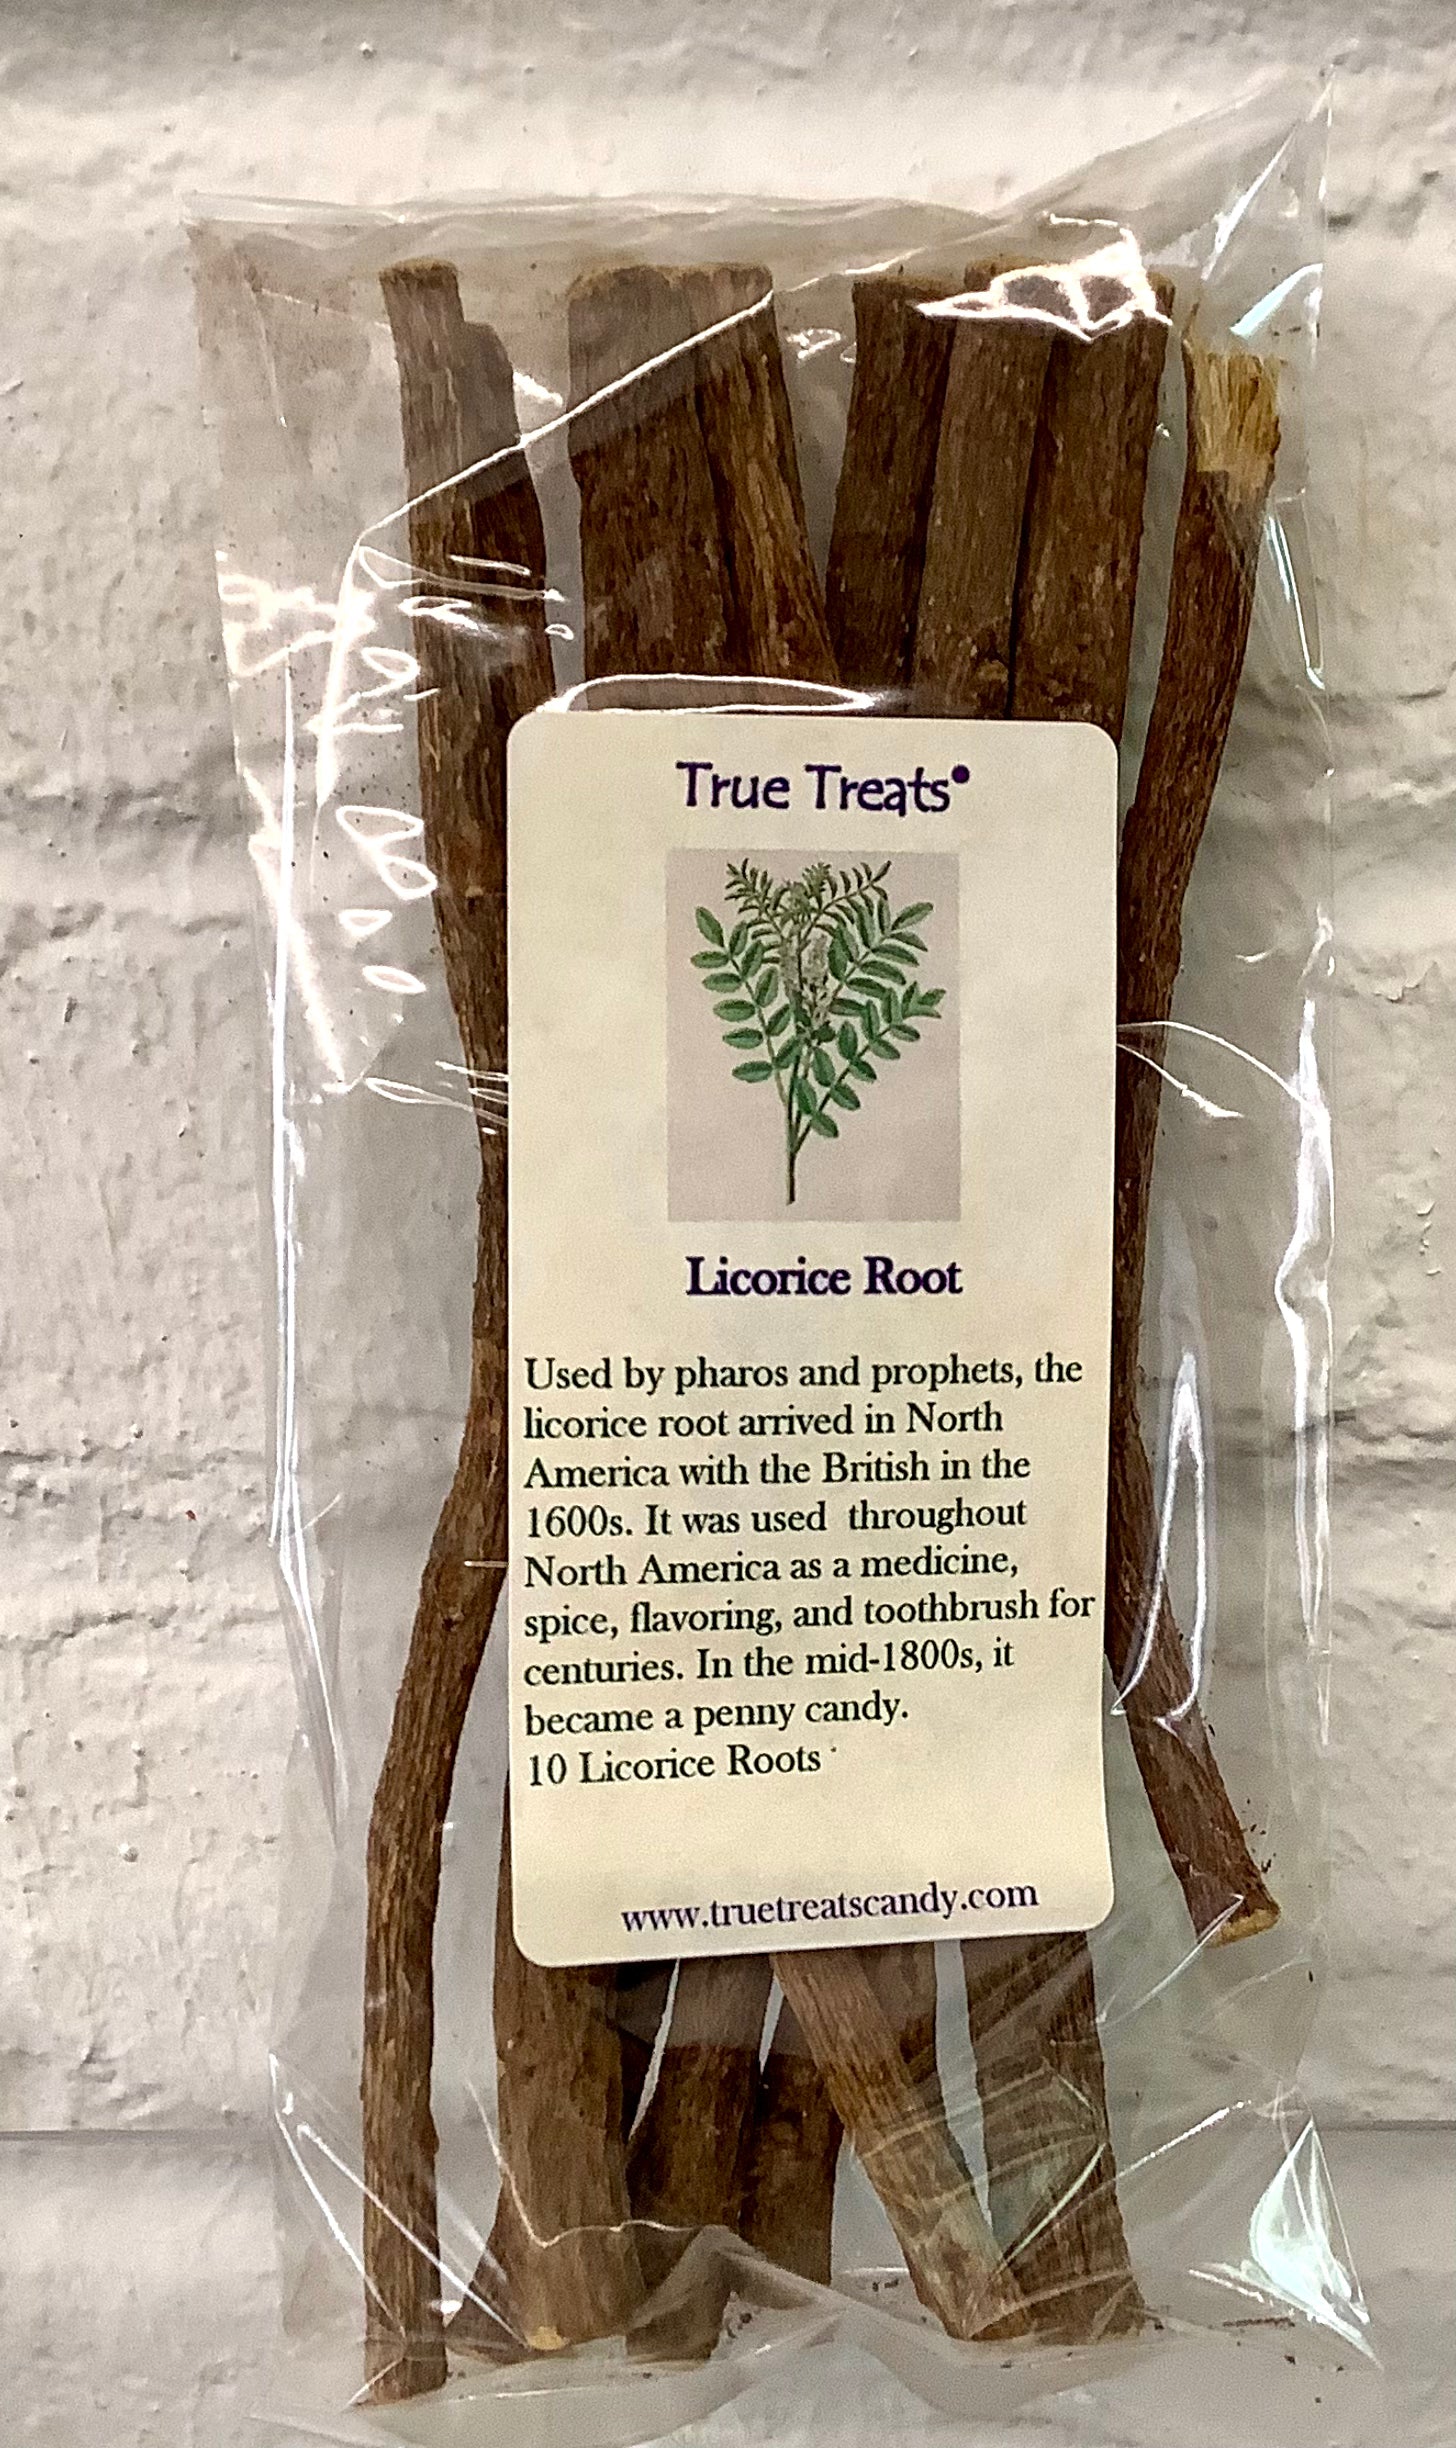 True Treats®
Licorice Root
Used by pharos and prophets, the
licorice root arrived in North
America with the British in the
1600s. It was used throughout
North America as a medicine,
spice, flavoring, and toothbrush for
centuries. In the mid-1800s, it
became a penny candy.
10 Licorice Roots
www.truetreatscandy.com